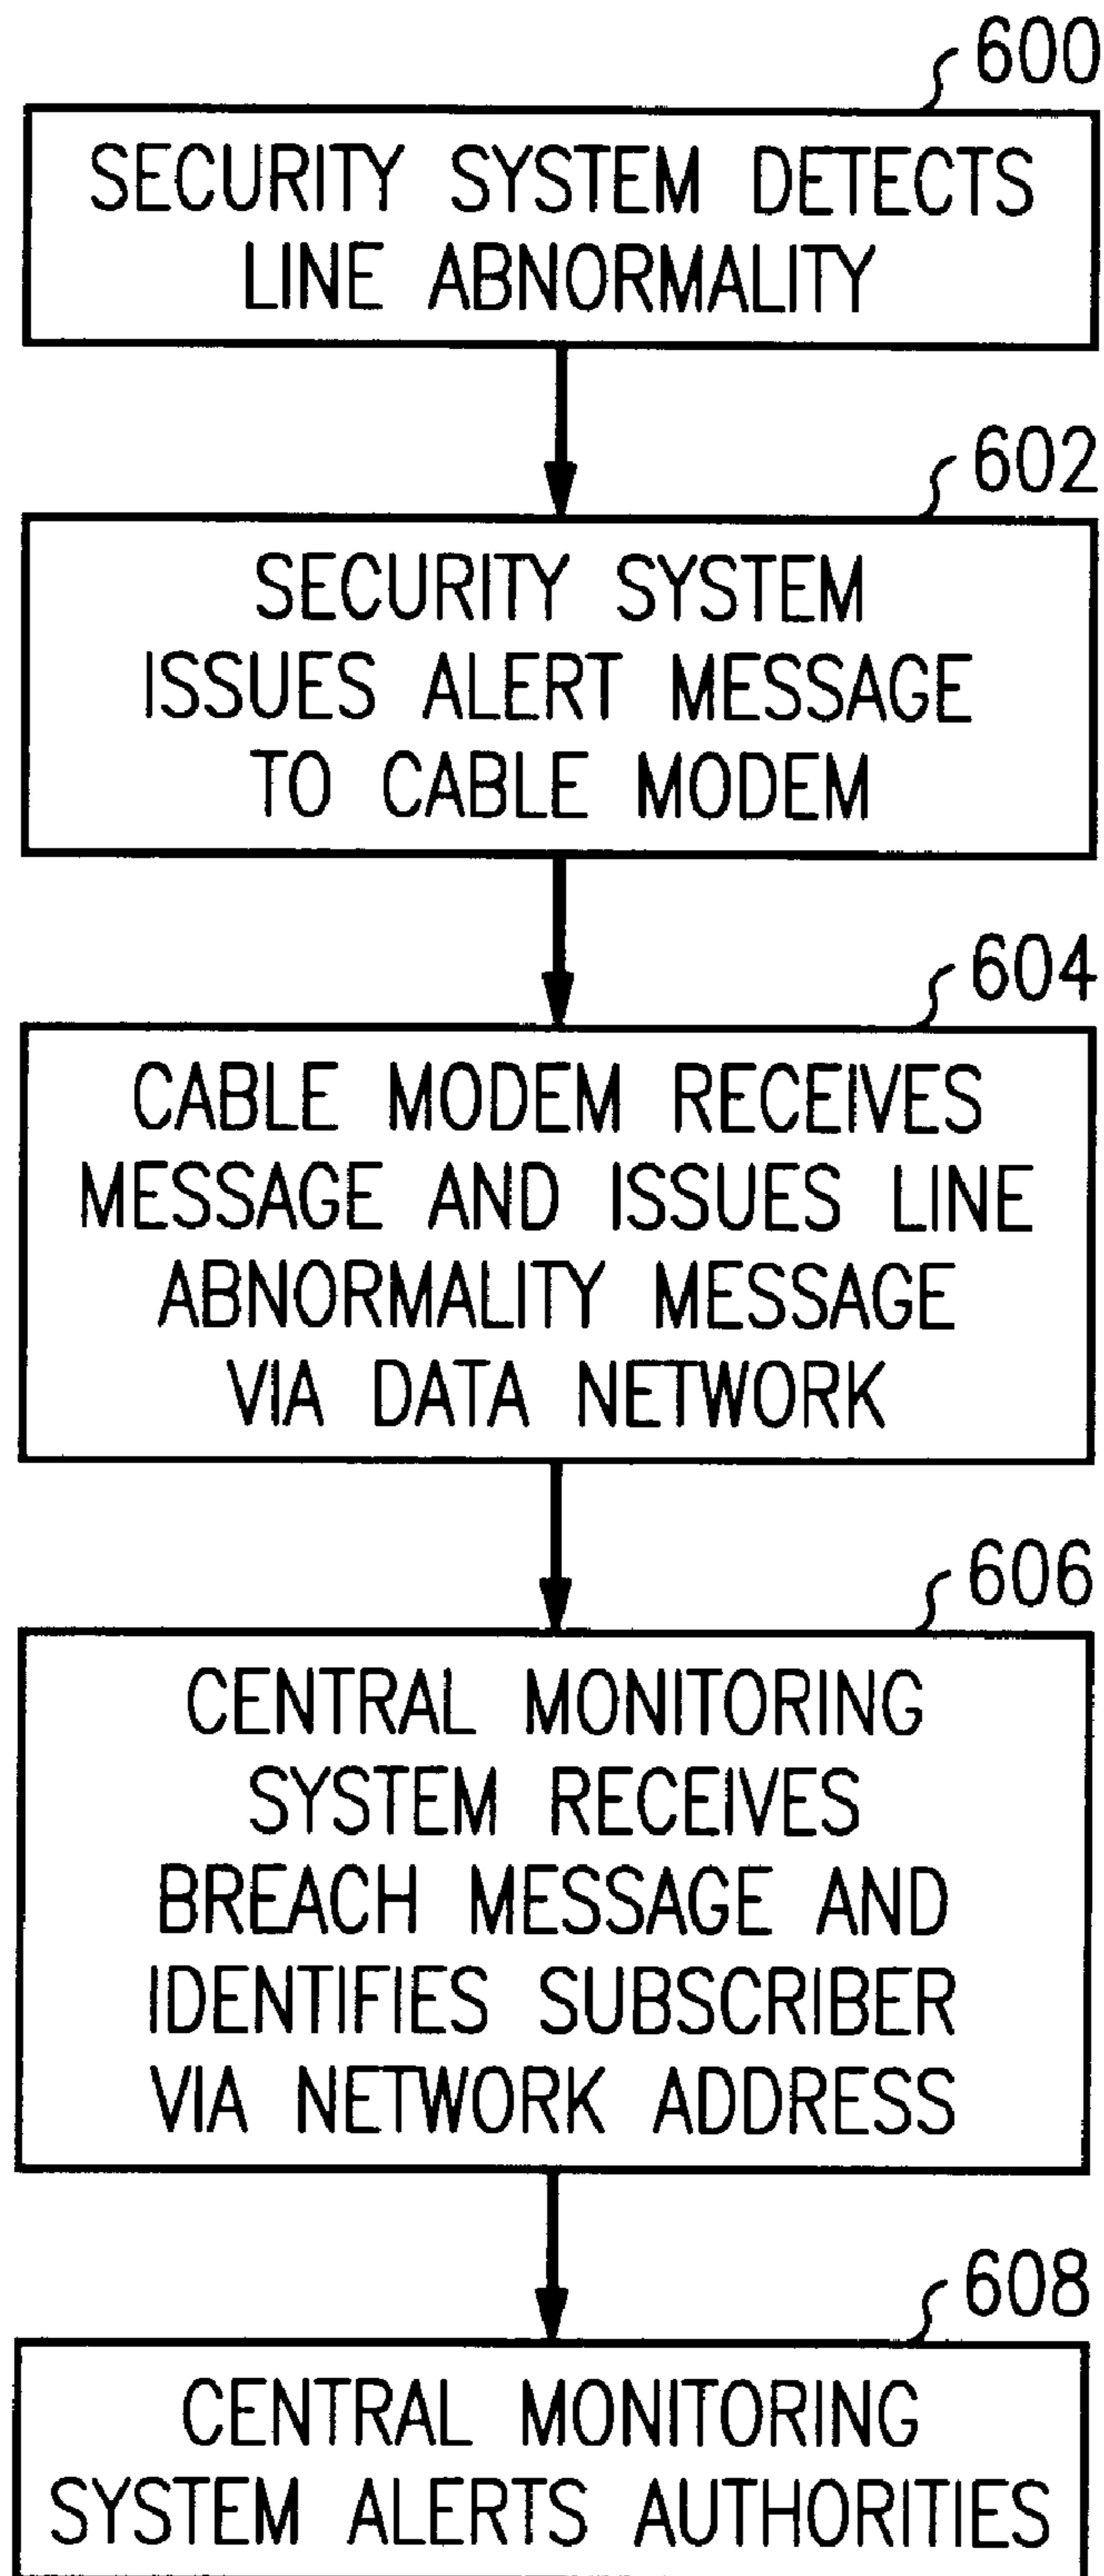 600
SECURITY SYSTEM DETECTS
LINE ABNORMALITY
602
SECURITY SYSTEM
ISSUES ALERT MESSAGE
TO CABLE MODEM
604
CABLE MODEM RECEIVES
MESSAGE AND ISSUES LINE
ABNORMALITY MESSAGE
VIA DATA NETWORK
606
CENTRAL MONITORING
SYSTEM RECEIVES
BREACH MESSAGE AND
IDENTIFIES SUBSCRIBER
VIA NETWORK ADDRESS
608
CENTRAL MONITORING
SYSTEM ALERTS AUTHORITIES